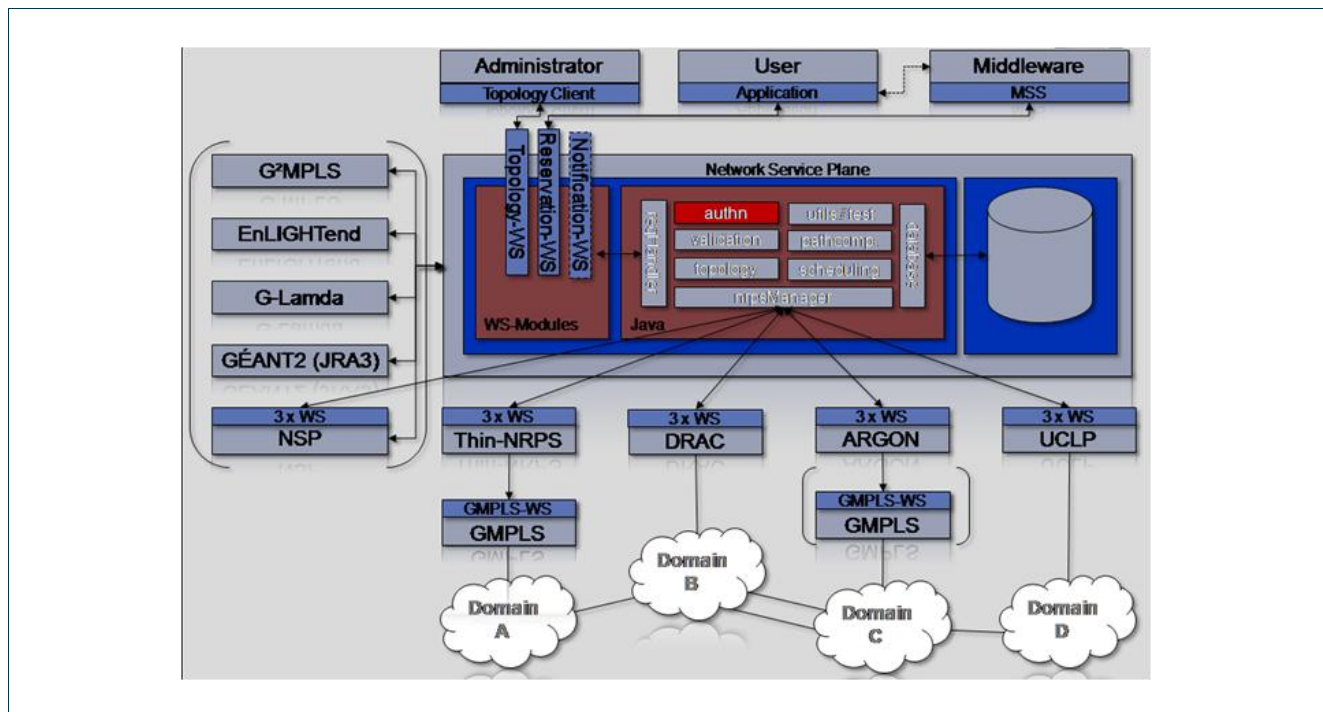 Administrator
Topology Client
User
Application
Middleware
MSS
Topology-WS
Reservation-WS
Notification-WS
Network Service Plane
G²MPLS
EnLIGHTend
G-Lamda
GÉANT2 (JRA3)
3 x WS
NSP
WS-Modules
Java
reqHandler
authn
validation
topology
pathcomp.
scheduling
nrpsManager
database
3 x WS
Thin-NRPS
3 x WS
DRAC
3 x WS
ARGON
3 x WS
UCLP
GMPLS-WS
GMPLS
GMPLS-WS
GMPLS
Domain
A
Domain
B
Domain
C
Domain
D